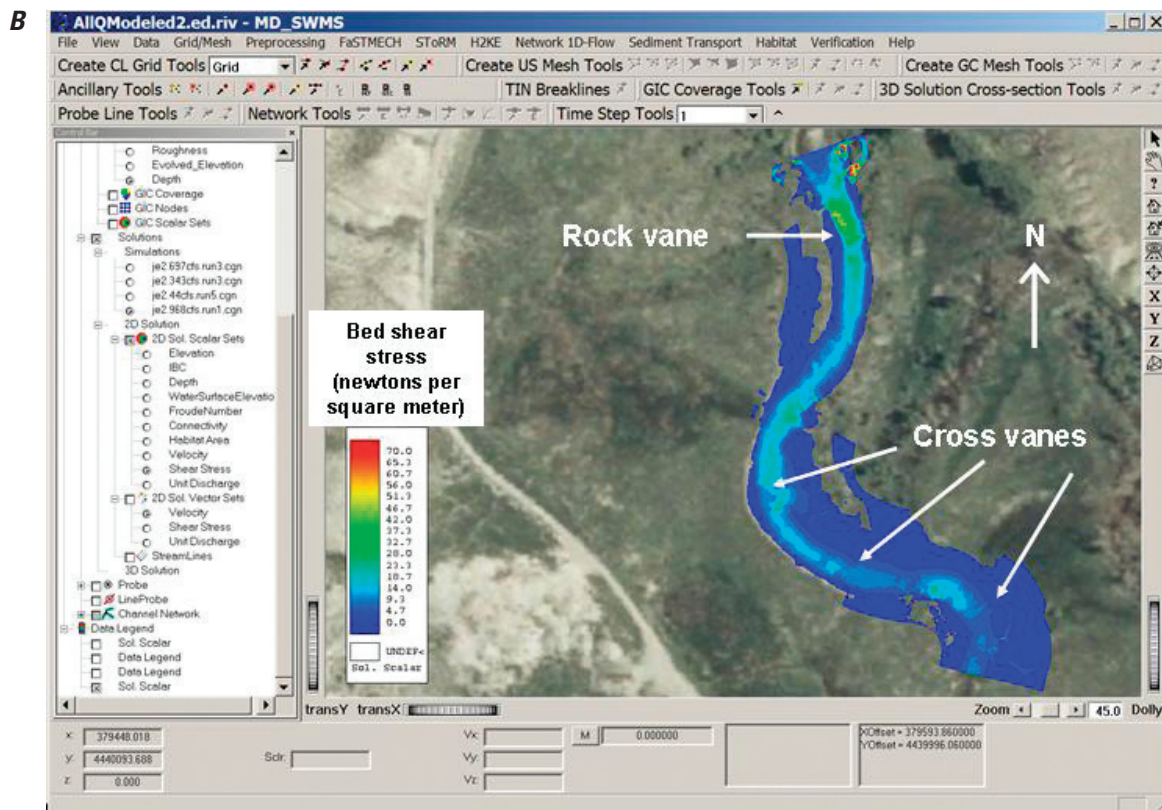 B
AllQModeled2.ed.riv - MD_SWMS
File View Data Grid/Mesh Preprocessing FaSTMECH SToRM H2KE Network 1D-Flow Sediment Transport Habitat Verification Help
Create CL Grid Tools Grid Create US Mesh Tools Create GC Mesh Tools
Ancillary Tools TIN Breaklines GIC Coverage Tools 3D Solution Cross-section Tools
Probe Line Tools Network Tools Time Step Tools 1
Control Bar
Roughness
Evolved_Elevation
Depth
GIC Coverage
GIC Nodes
GIC Scalar Sets
Solutions
Simulations
je2.697cfs.run3.cgn
je2.343cfs.run3.cgn
je2.44cfs.run5.cgn
je2.968cfs.run1.cgn
2D Solution
2D Sol. Scalar Sets
Elevation
IBC
Depth
WaterSurfaceElevatio
FroudeNumber
Connectivity
Habitat Area
Velocity
Shear Stress
Unit Discharge
2D Sol. Vector Sets
Velocity
Shear Stress
Unit Discharge
StreamLines
3D Solution
Probe
LineProbe
Channel Network
Data Legend
Sol. Scalar
Data Legend
Data Legend
Sol. Scalar
Rock vane
N
Cross vanes
Bed shear
stress
(newtons per
square meter)
70.0
65.3
60.7
56.0
51.3
46.7
42.0
37.3
32.7
28.0
23.3
18.7
14.0
9.3
4.7
0.0
UNDEF<
Sol. Scalar
?
X
Y
Z
transY transX Zoom 45.0 Dolly
x: 379448.018
y: 4440093.688
z: 0.000
Sclr:
Vx:
Vy:
Vz:
M 0.000000
XOffset = 379593.860000
YOffset = 4439996.060000